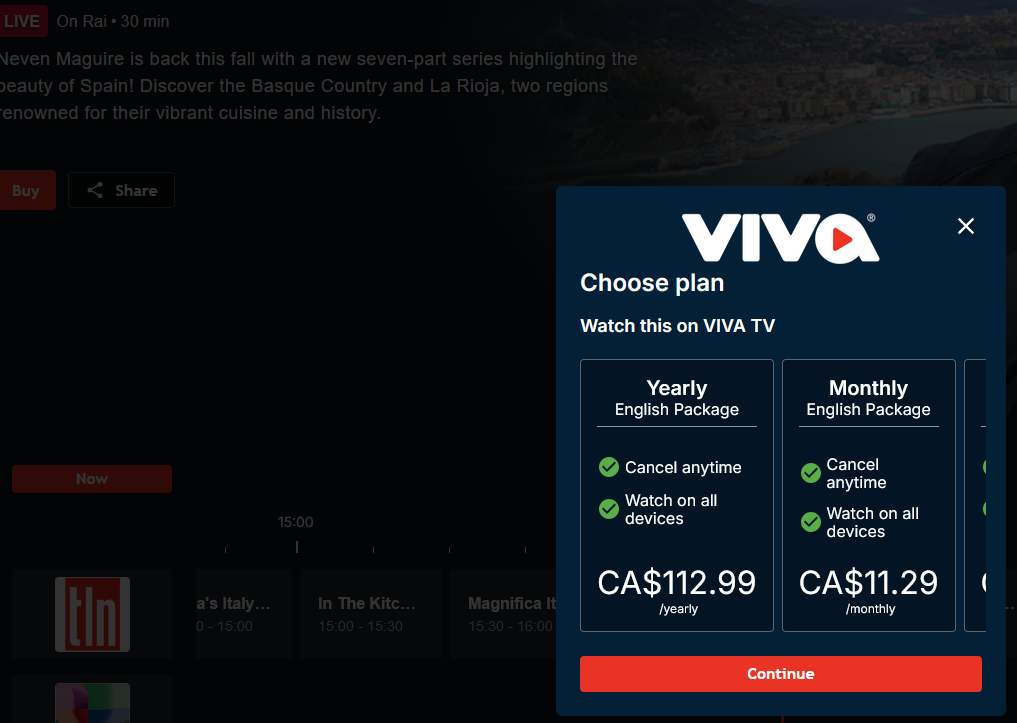 LIVE On Rai • 30 min
Neven Maguire is back this fall with a new seven-part series highlighting the
beauty of Spain! Discover the Basque Country and La Rioja, two regions
renowned for their vibrant cuisine and history.
Buy
Share
VIVA®
Choose plan
Watch this on VIVA TV
Yearly
English Package
Cancel anytime
Watch on all
devices
CA$112.99
/yearly
Monthly
English Package
Cancel
anytime
Watch on all
devices
CA$11.29
/monthly
Continue
Now
15:00
tln
a's Italy...
0 - 15:00
In The Kitc...
15:00 - 15:30
Magnifica It
15:30 - 16:00